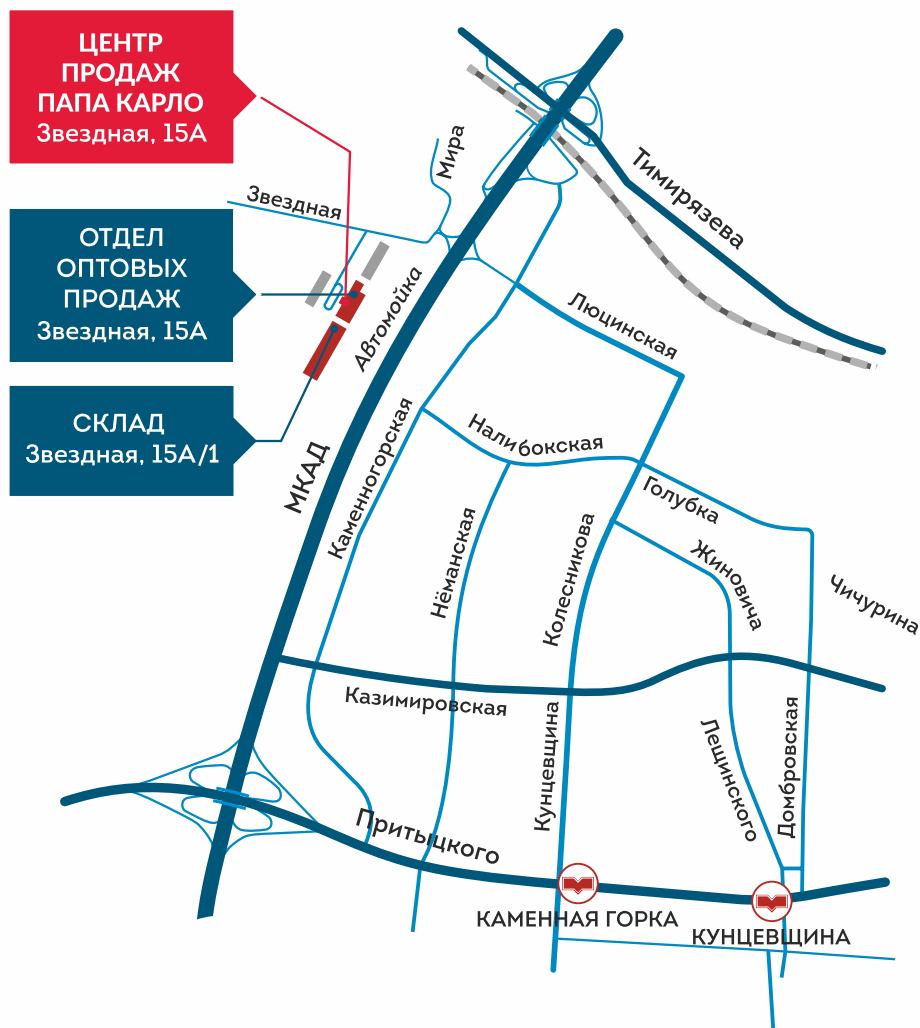 ЦЕНТР
ПРОДАЖ
ПАПА КАРЛО
Звездная, 15А
ОТДЕЛ
ОПТОВЫХ
ПРОДАЖ
Звездная, 15А
СКЛАД
Звездная, 15А/1
Звездная
Мира
Тимирязева
Автомойка
Люцинская
МКАД
Каменногорская
Налибокская
Голубка
Нёманская
Колесникова
Жиновича
Чичурина
Казимировская
Кунцевщина
Лещинского
Домбровская
Притыцкого
КАМЕННАЯ ГОРКА
КУНЦЕВЩИНА